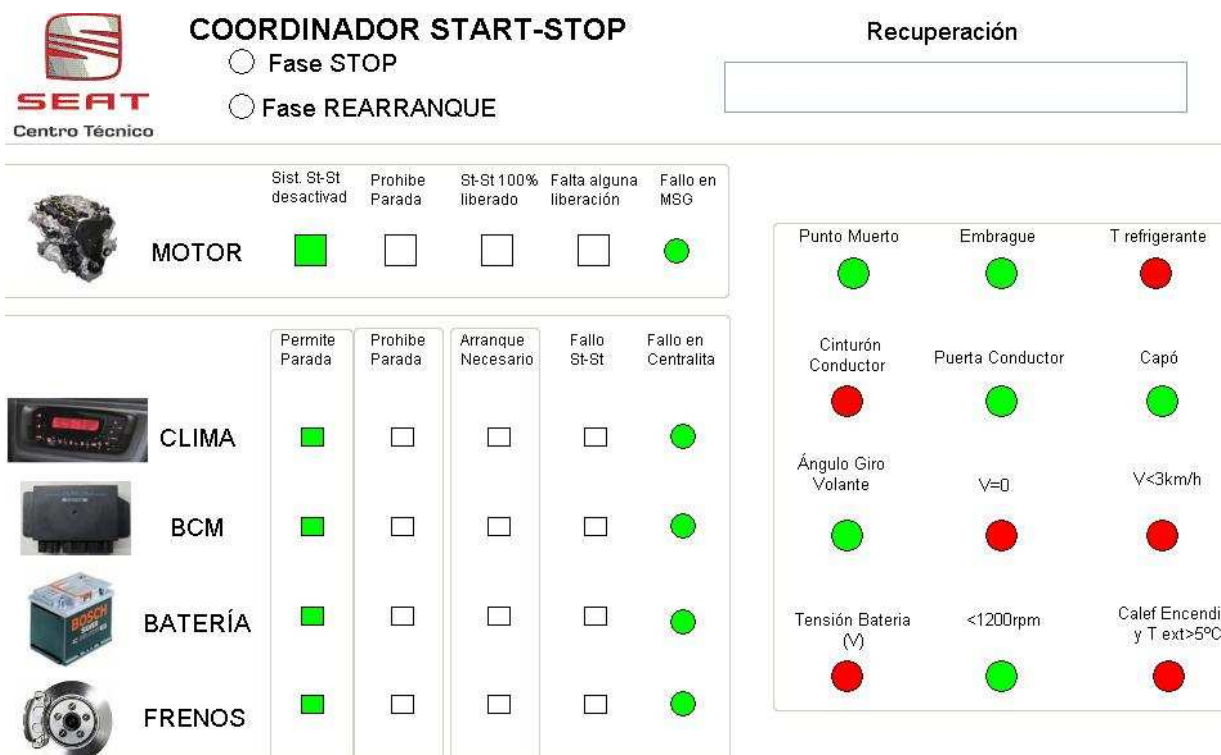 COORDINADOR START-STOP
Fase STOP
Fase REARRANQUE
Recuperación
SEAT
Centro Técnico
Sist. St-St
desactivad
Prohibe
Parada
St-St 100%
liberado
Falta alguna
liberación
Fallo en
MSG
MOTOR
Permite
Parada
Prohibe
Parada
Arranque
Necesario
Fallo
St-St
Fallo en
Centralita
CLIMA
BCM
BOSCH
BATERÍA
FRENOS
Punto Muerto
Embrague
T refrigerante
Cinturón
Conductor
Puerta Conductor
Capó
Ángulo Giro
Volante
V=0
V<3km/h
Tensión Bateria
(V)
<1200rpm
Calef Encendi
y T ext>5ºC